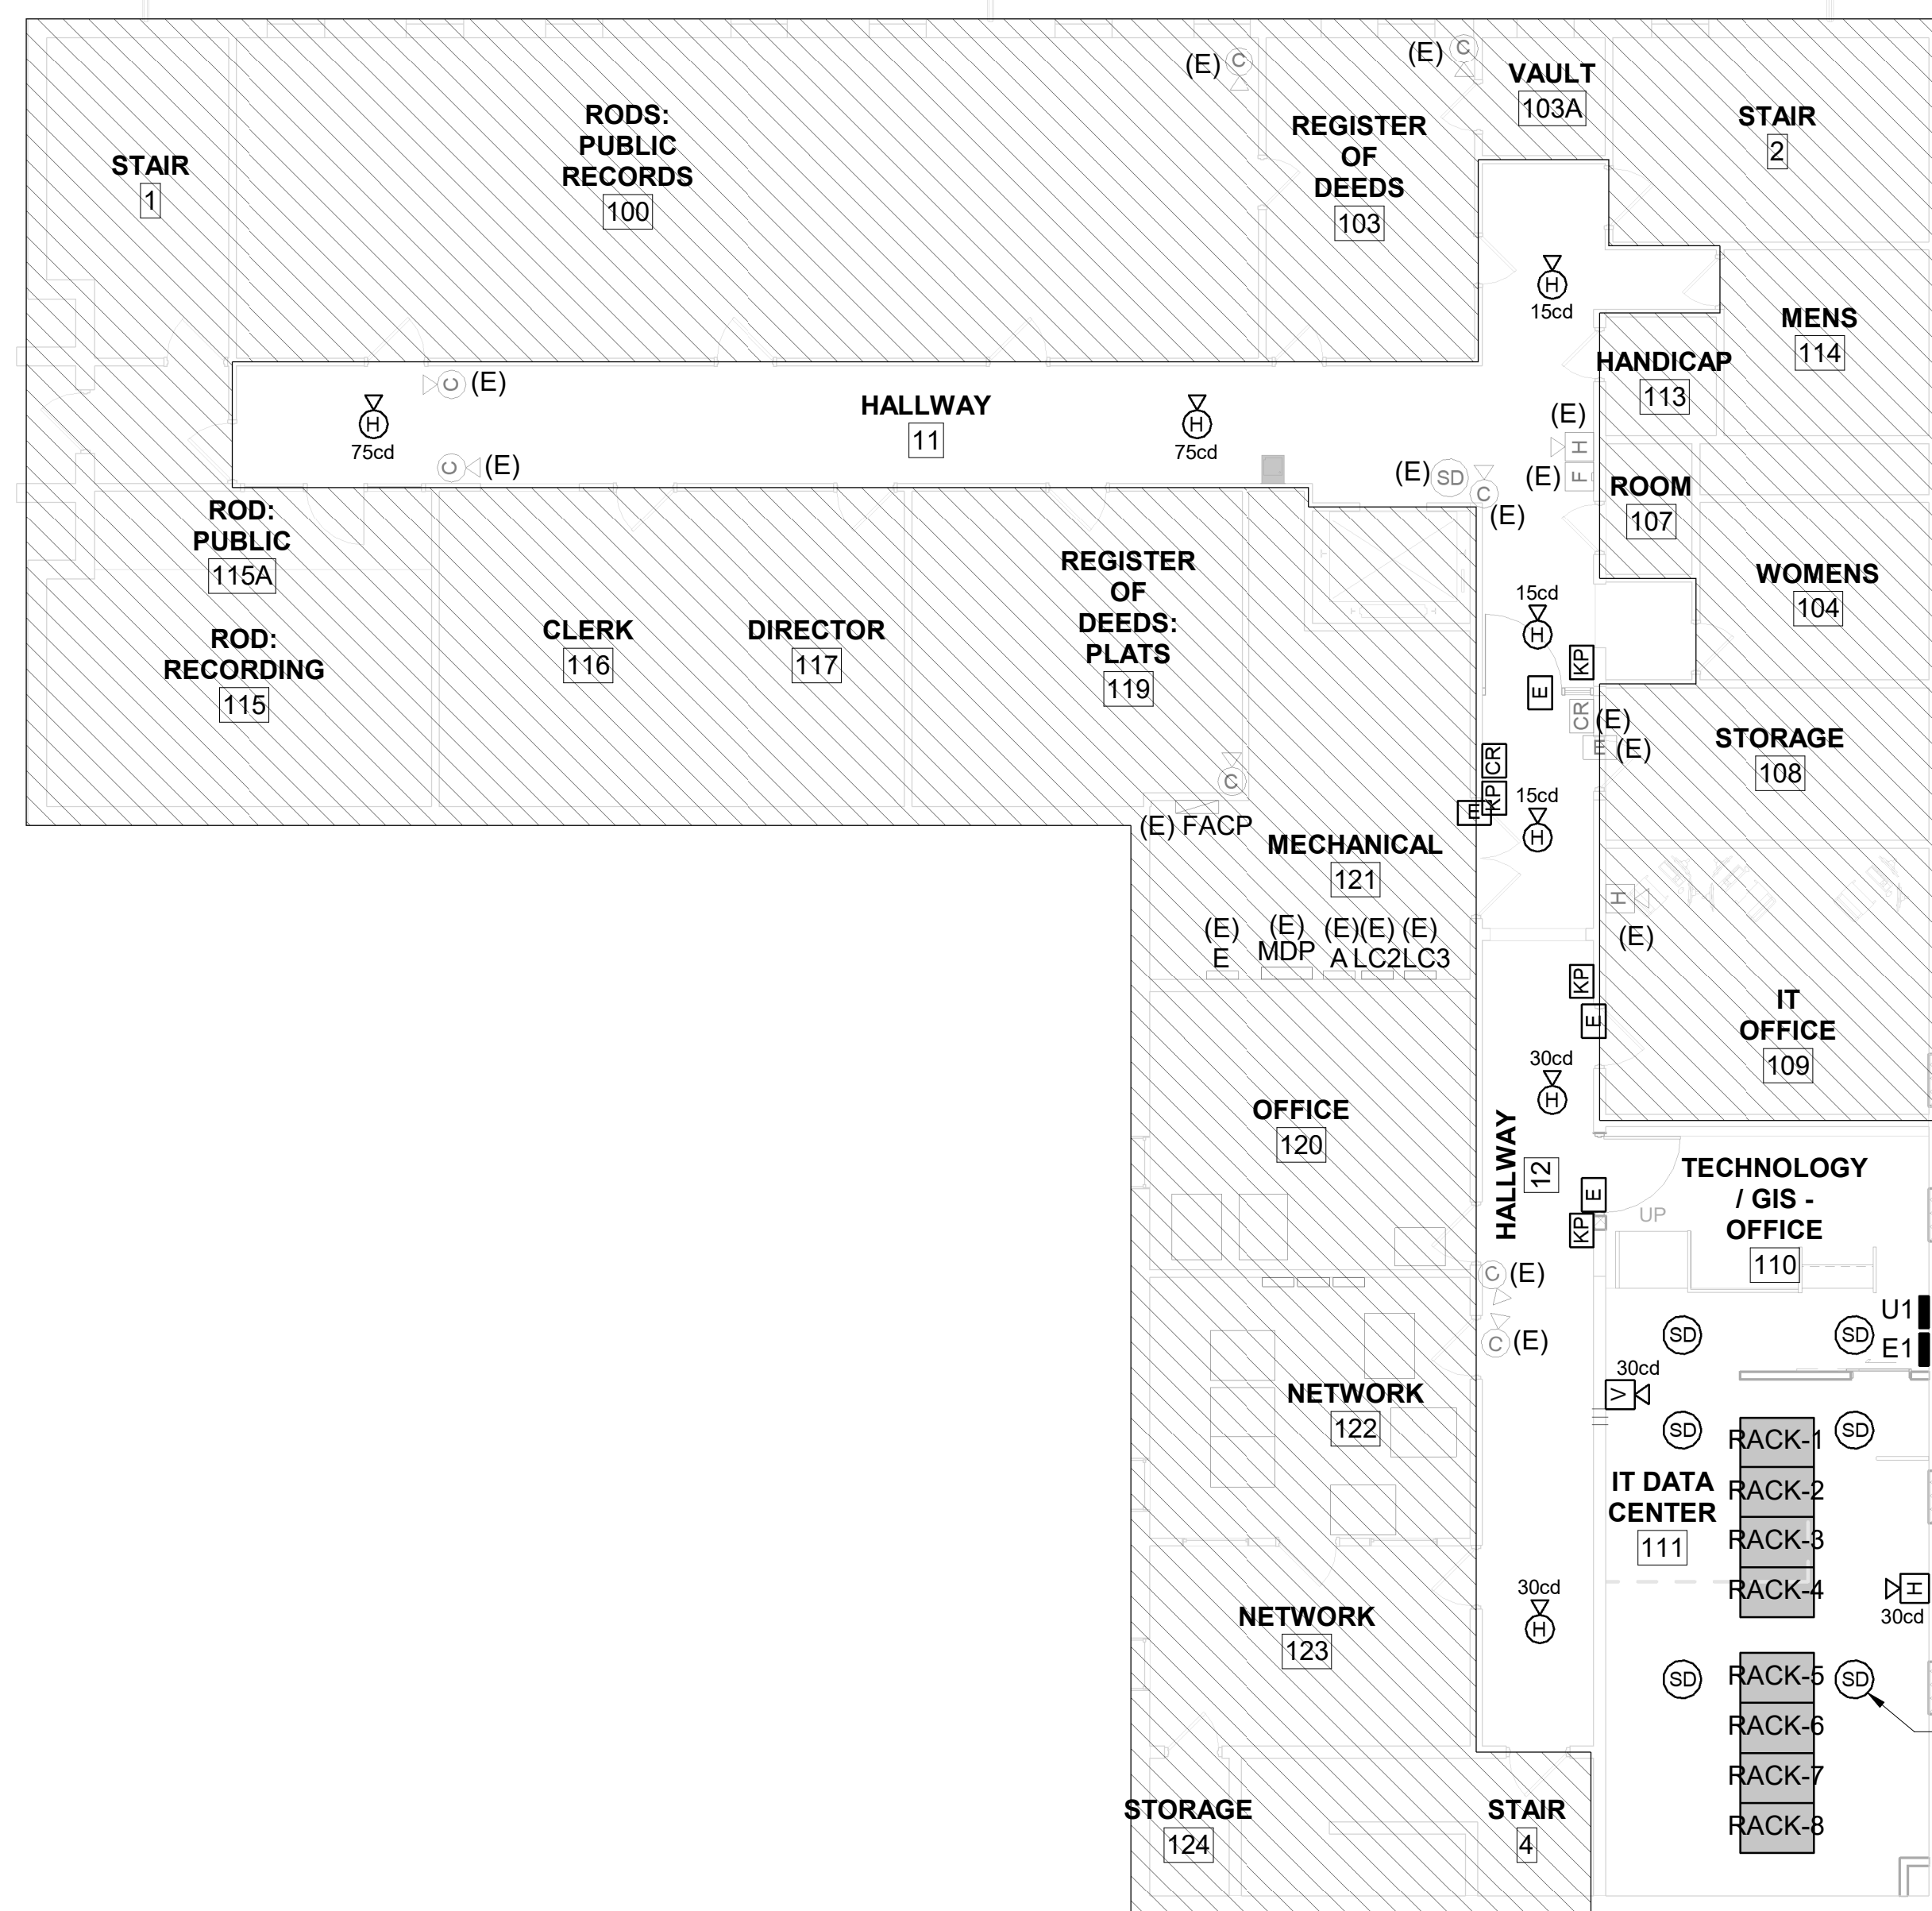 (E) C
(E) C
VAULT
103A
STAIR
2
RODS:
PUBLIC
RECORDS
100
REGISTER
OF
DEEDS
103
STAIR
1
H
15cd
MENS
114
HANDICAP
113
C (E)
H
75cd
HALLWAY
11
H
75cd
(E)
H
C (E)
(E) SD
C
(E)
(E) F
ROOM
107
ROD:
PUBLIC
115A
REGISTER
OF
DEEDS:
PLATS
119
WOMENS
104
15cd
H
ROD:
RECORDING
115
CLERK
116
DIRECTOR
117
KP
E
CR (E)
E (E)
STORAGE
108
C
CR
KP
E
15cd
H
(E) FACP
MECHANICAL
121
H
(E)
(E)
E
(E)
MDP
(E)
A
(E)
LC2
(E)
LC3
KP
E
IT
OFFICE
109
30cd
H
OFFICE
120
HALLWAY
12
TECHNOLOGY
/ GIS -
OFFICE
110
E
KP
UP
C (E)
C (E)
U1
E1
SD
SD
30cd
V
NETWORK
122
SD
SD
RACK-1
RACK-2
RACK-3
RACK-4
IT DATA
CENTER
111
30cd
H
H
30cd
NETWORK
123
SD
SD
RACK-5
RACK-6
RACK-7
RACK-8
STORAGE
124
STAIR
4